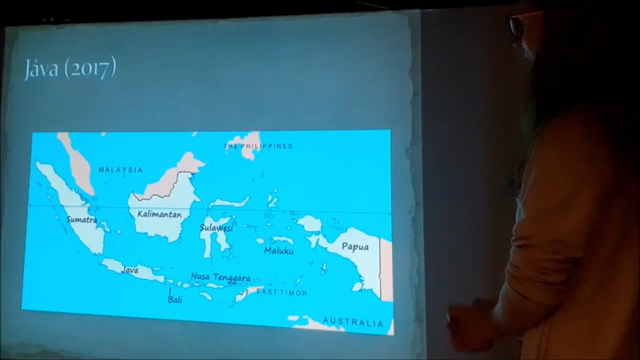 Jáva (2017)
THE PHILIPPINES
MALAYSIA
Sumatra
Kalimantan
Sulawesi
Maluku
Papua
Java
Nusa Tenggara
Bali
EAST TIMOR
AUSTRALIA